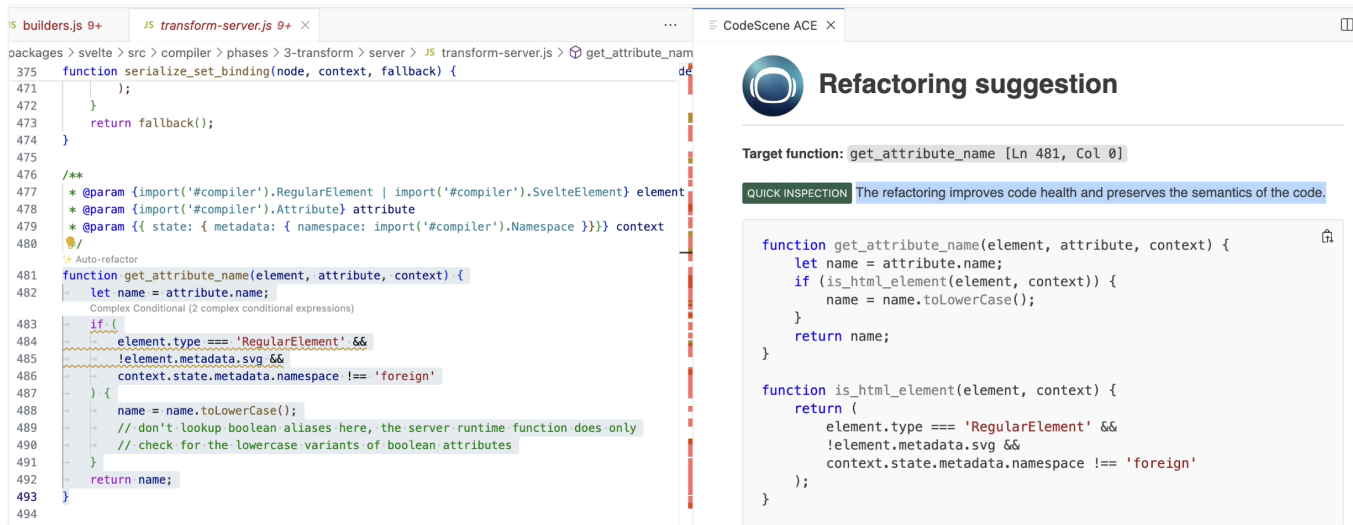 JS builders.js 9+
JS transform-server.js 9+ ×
...
packages > svelte > src > compiler > phases > 3-transform > server > JS transform-server.js > get_attribute_nam
375 function serialize_set_binding(node, context, fallback) { de
471 );
472 }
473 return fallback();
474 }
475
476 /**
477 * @param {import('#compiler').RegularElement | import('#compiler').SvelteElement} element
478 * @param {import('#compiler').Attribute} attribute
479 * @param {{ state: { metadata: { namespace: import('#compiler').Namespace }}}} context
480 */
Auto-refactor
481 function get_attribute_name(element, attribute, context) {
482 let name = attribute.name;
Complex Conditional (2 complex conditional expressions)
483 if (
484 element.type === 'RegularElement' &&
485 !element.metadata.svg &&
486 context.state.metadata.namespace !== 'foreign'
487 ) {
488 name = name.toLowerCase();
489 // don't lookup boolean aliases here, the server runtime function does only
490 // check for the lowercase variants of boolean attributes
491 }
492 return name;
493 }
494
CodeScene ACE ×
Refactoring suggestion
Target function: get_attribute_name [Ln 481, Col 0]
QUICK INSPECTION The refactoring improves code health and preserves the semantics of the code.
function get_attribute_name(element, attribute, context) {
let name = attribute.name;
if (is_html_element(element, context)) {
name = name.toLowerCase();
}
return name;
}
function is_html_element(element, context) {
return (
element.type === 'RegularElement' &&
!element.metadata.svg &&
context.state.metadata.namespace !== 'foreign'
);
}